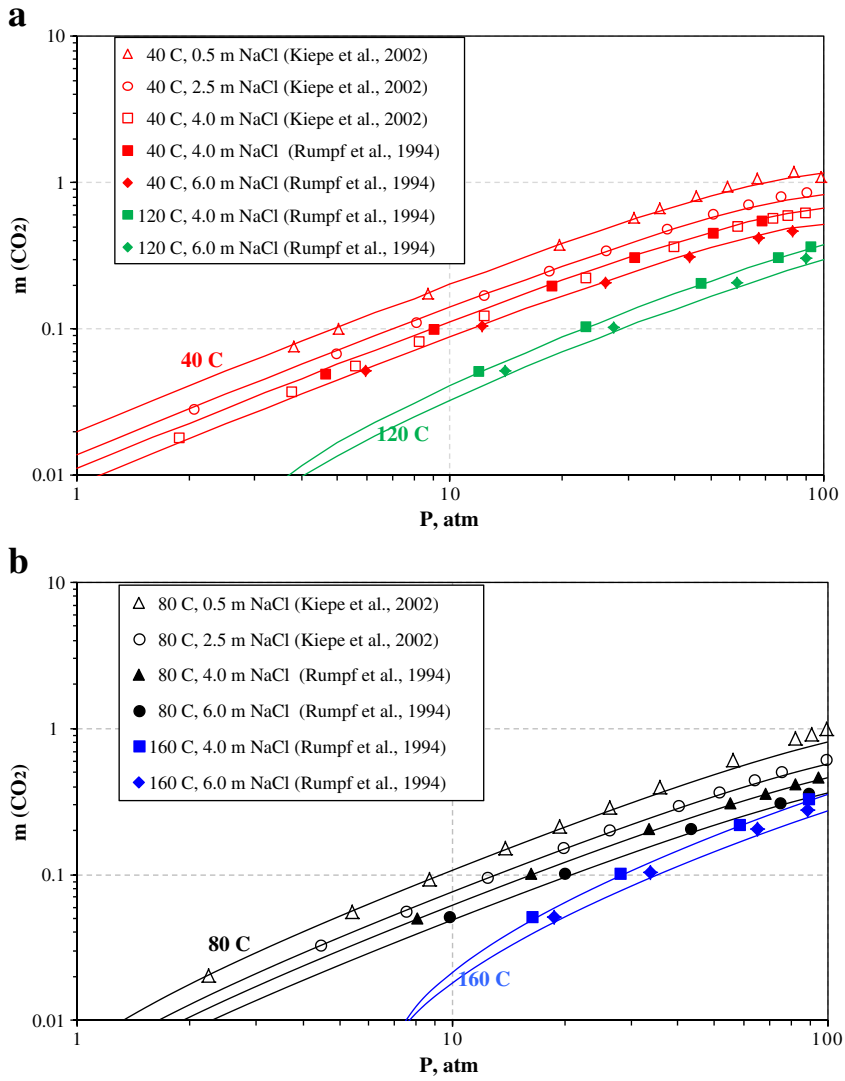 a
10
1
0.1
0.01
m (CO2)
40 C, 0.5 m NaCl (Kiepe et al., 2002)
40 C, 2.5 m NaCl (Kiepe et al., 2002)
40 C, 4.0 m NaCl (Kiepe et al., 2002)
40 C, 4.0 m NaCl (Rumpf et al., 1994)
40 C, 6.0 m NaCl (Rumpf et al., 1994)
120 C, 4.0 m NaCl (Rumpf et al., 1994)
120 C, 6.0 m NaCl (Rumpf et al., 1994)
40 C
120 C
1 10 100
P, atm
b
10
1
0.1
0.01
m (CO2)
80 C, 0.5 m NaCl (Kiepe et al., 2002)
80 C, 2.5 m NaCl (Kiepe et al., 2002)
80 C, 4.0 m NaCl (Rumpf et al., 1994)
80 C, 6.0 m NaCl (Rumpf et al., 1994)
160 C, 4.0 m NaCl (Rumpf et al., 1994)
160 C, 6.0 m NaCl (Rumpf et al., 1994)
80 C
160 C
1 10 100
P, atm